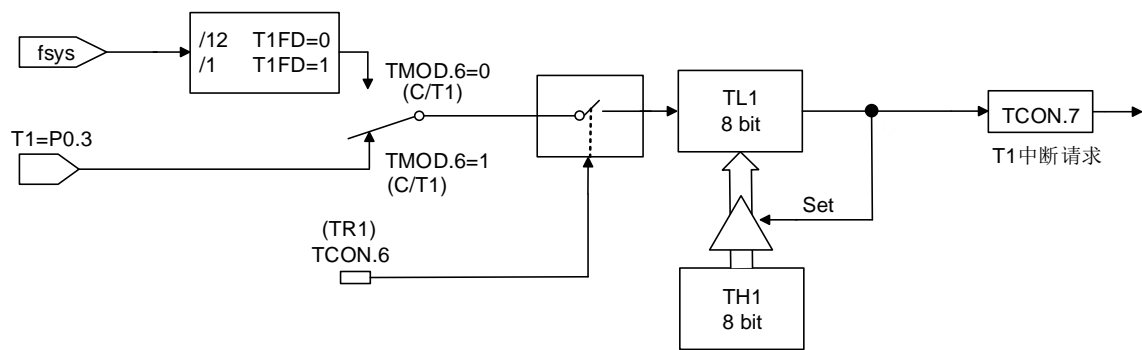 fsys
/12 T1FD=0
/1 T1FD=1
TMOD.6=0
(C/T1)
T1=P0.3
TMOD.6=1
(C/T1)
(TR1)
TCON.6
TL1
8 bit
TCON.7
T1中断请求
Set
TH1
8 bit